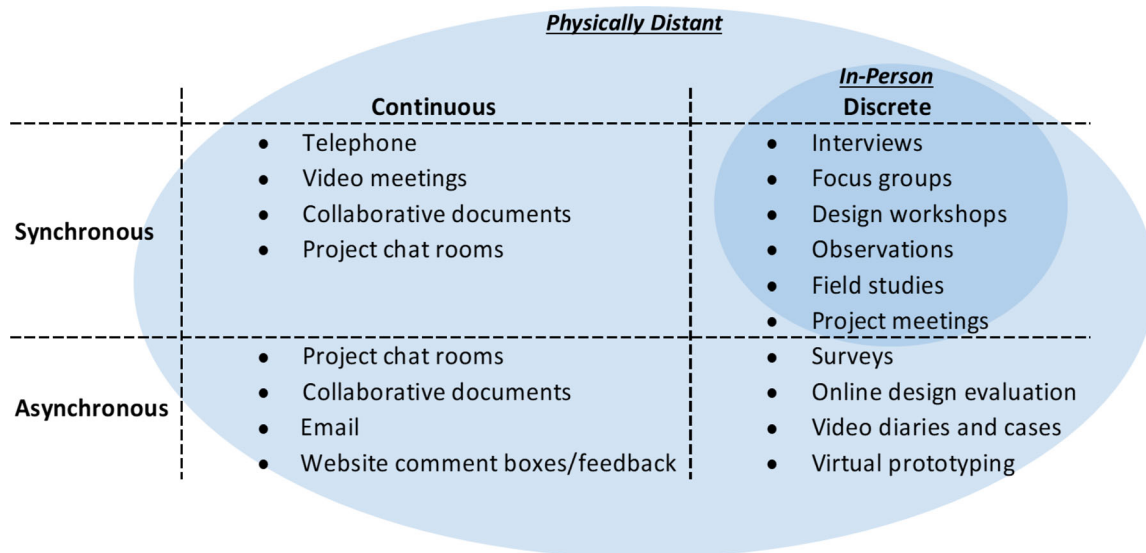 Physically Distant
In-Person
Continuous
Discrete
Synchronous
• Telephone
• Video meetings
• Collaborative documents
• Project chat rooms
• Interviews
• Focus groups
• Design workshops
• Observations
• Field studies
• Project meetings
Asynchronous
• Project chat rooms
• Collaborative documents
• Email
• Website comment boxes/feedback
• Surveys
• Online design evaluation
• Video diaries and cases
• Virtual prototyping